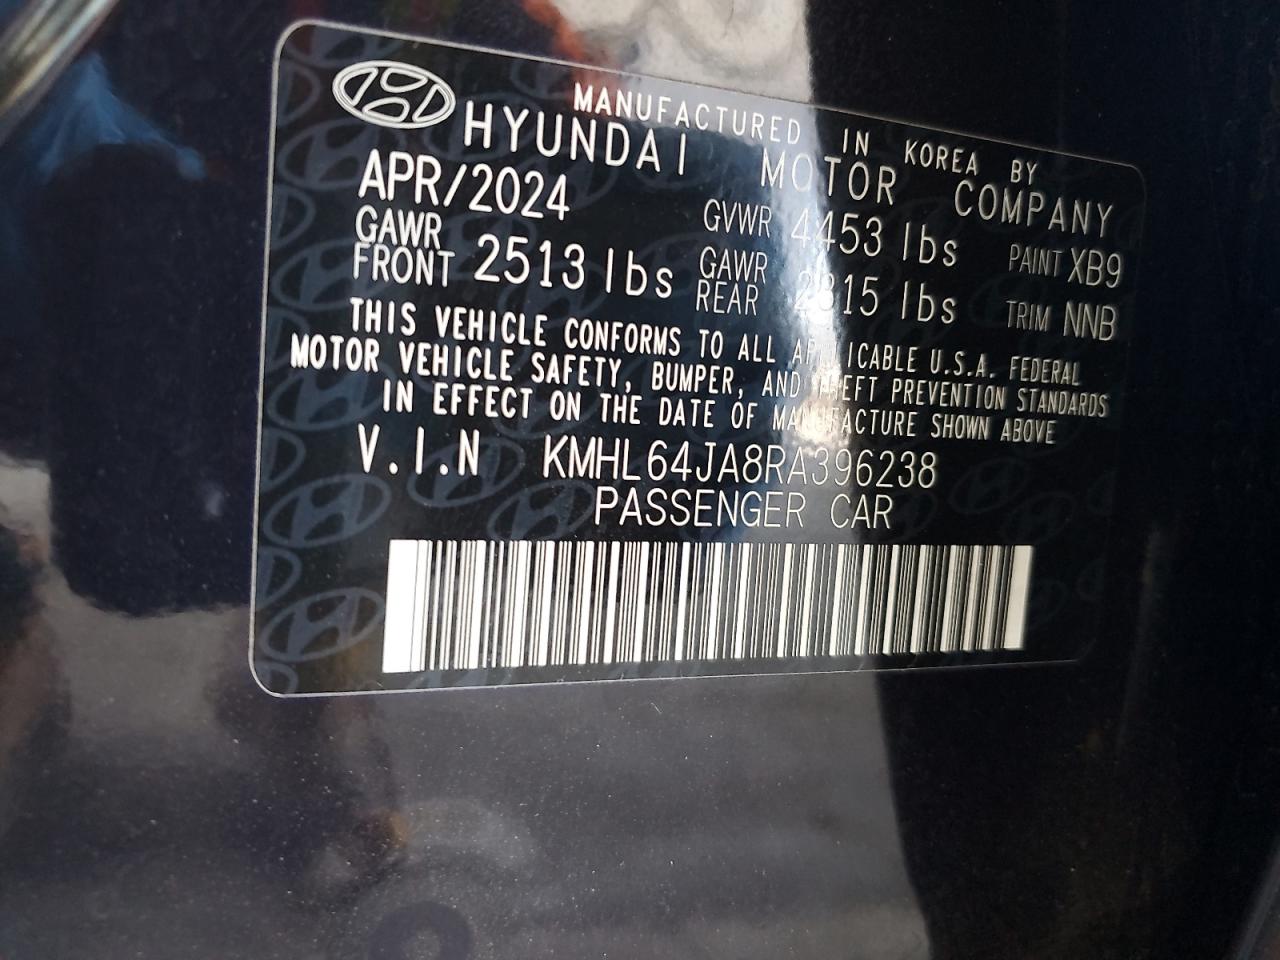 MANUFACTURED IN KOREA BY
HYUNDAI MOTOR COMPANY
APR/2024 GVWR 4453 lbs PAINT XB9
GAWR FRONT 2513 lbs GAWR REAR 2315 lbs TRIM NNB
THIS VEHICLE CONFORMS TO ALL APPLICABLE U.S.A. FEDERAL
MOTOR VEHICLE SAFETY, BUMPER, AND THEFT PREVENTION STANDARDS
IN EFFECT ON THE DATE OF MANUFACTURE SHOWN ABOVE
V.I.N KMHL64JA8RA396238
PASSENGER CAR